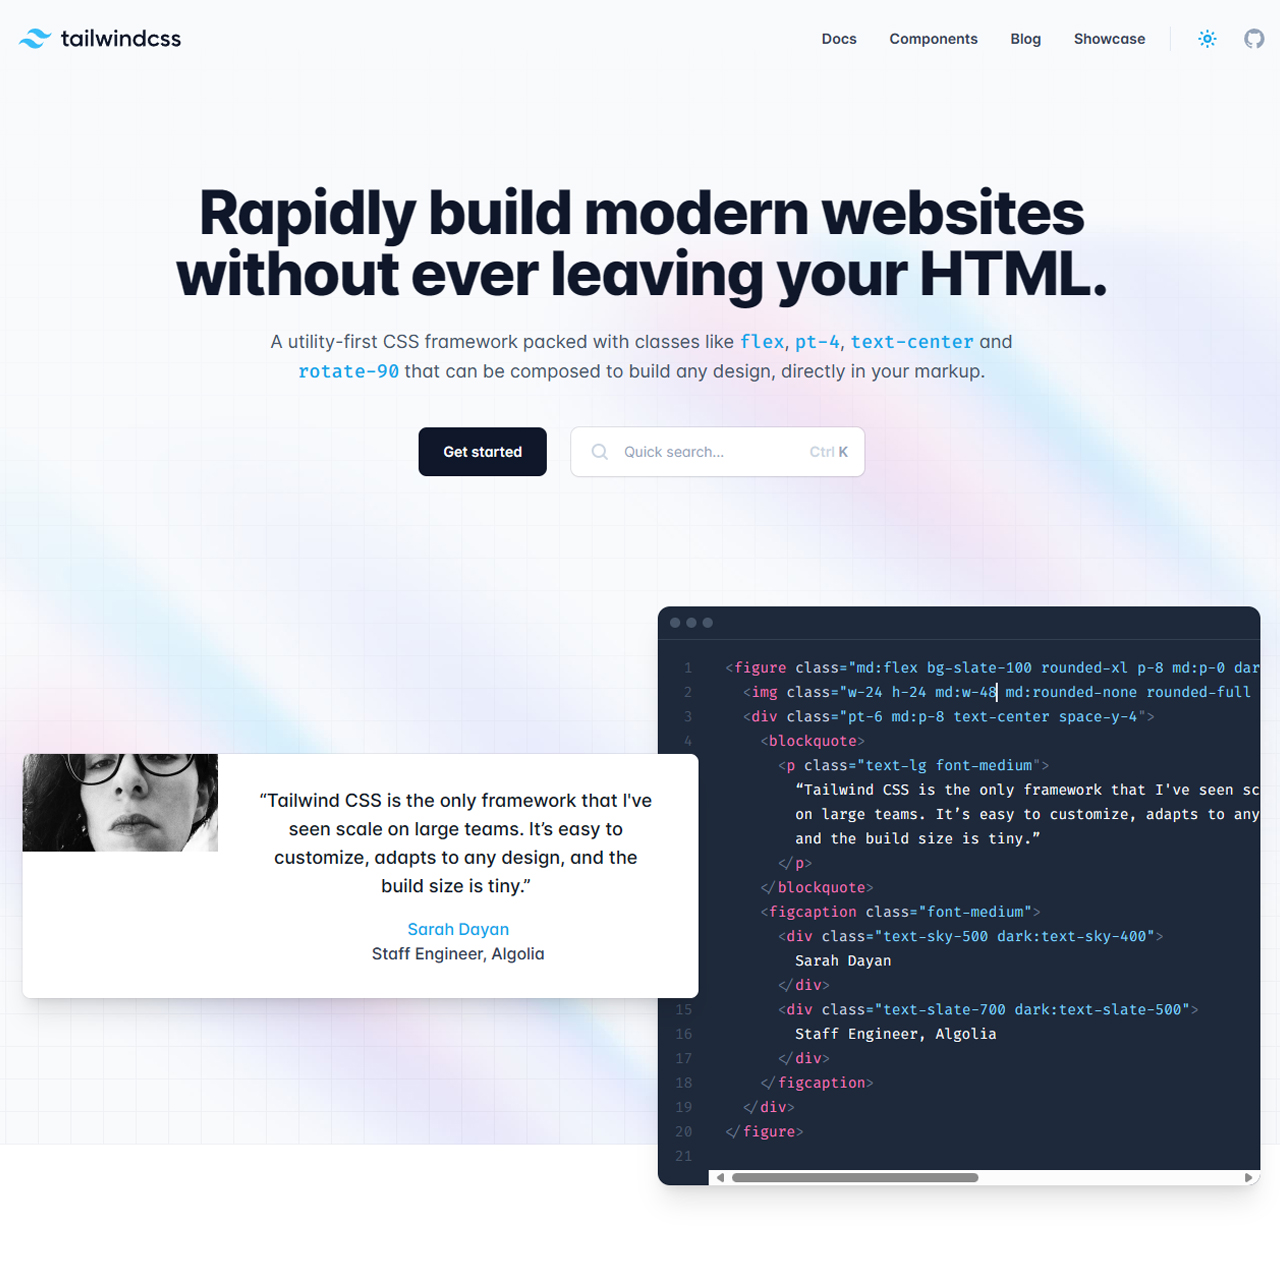 tailwindcss
Docs
Components
Blog
Showcase
Rapidly build modern websites
without ever leaving your HTML.
A utility-first CSS framework packed with classes like flex, pt-4, text-center and
rotate-90 that can be composed to build any design, directly in your markup.
Get started
Quick search...
Ctrl K
“Tailwind CSS is the only framework that I've
seen scale on large teams. It’s easy to
customize, adapts to any design, and the
build size is tiny.”
Sarah Dayan
Staff Engineer, Algolia
1 <figure class="md:flex bg-slate-100 rounded-xl p-8 md:p-0 dar
2 <img class="w-24 h-24 md:w-48 md:rounded-none rounded-full
3 <div class="pt-6 md:p-8 text-center space-y-4">
4 <blockquote>
<p class="text-lg font-medium">
“Tailwind CSS is the only framework that I've seen sc
on large teams. It’s easy to customize, adapts to any
and the build size is tiny.”
</p>
</blockquote>
<figcaption class="font-medium">
<div class="text-sky-500 dark:text-sky-400">
Sarah Dayan
</div>
15 <div class="text-slate-700 dark:text-slate-500">
16 Staff Engineer, Algolia
17 </div>
18 </figcaption>
19 </div>
20 </figure>
21